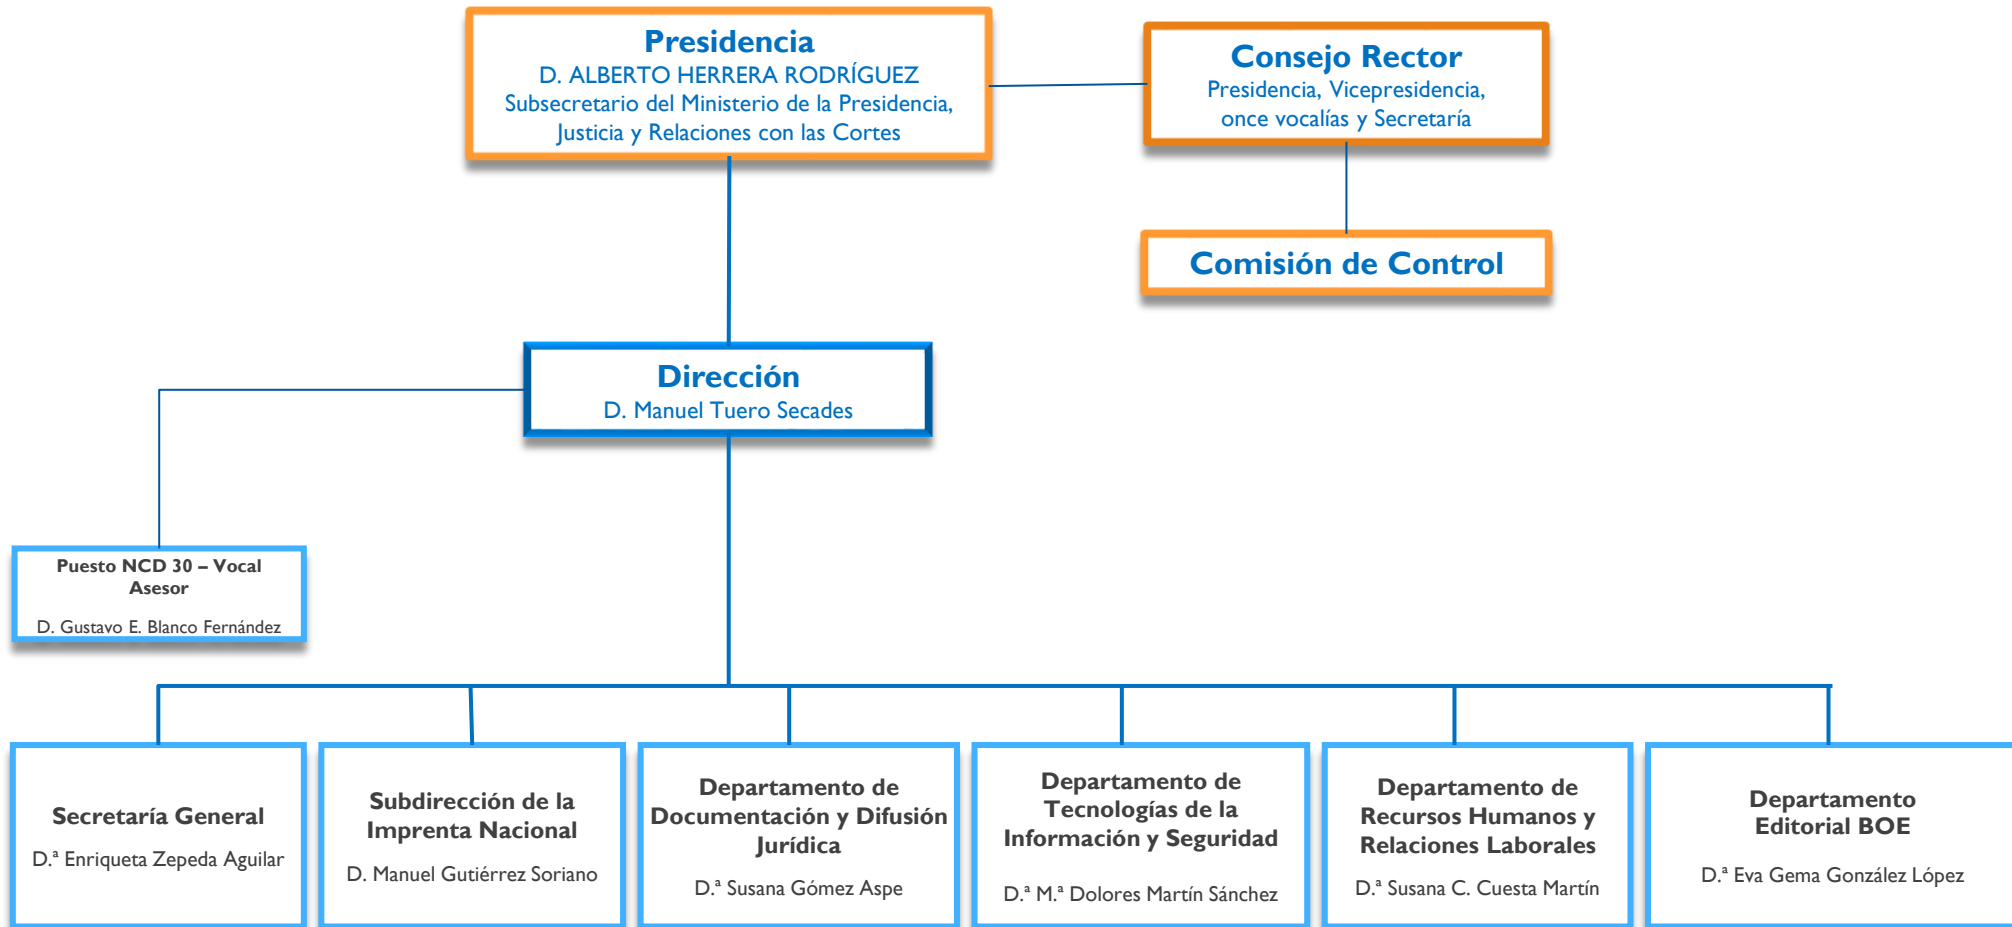 Presidencia
D. ALBERTO HERRERA RODRÍGUEZ
Subsecretario del Ministerio de la Presidencia,
Justicia y Relaciones con las Cortes
Consejo Rector
Presidencia, Vicepresidencia,
once vocalías y Secretaría
Comisión de Control
Dirección
D. Manuel Tuero Secades
Puesto NCD 30 – Vocal
Asesor
D. Gustavo E. Blanco Fernández
Secretaría General
D.ª Enriqueta Zepeda Aguilar
Subdirección de la
Imprenta Nacional
D. Manuel Gutiérrez Soriano
Departamento de
Documentación y Difusión
Jurídica
D.ª Susana Gómez Aspe
Departamento de
Tecnologías de la
Información y Seguridad
D.ª M.ª Dolores Martín Sánchez
Departamento de
Recursos Humanos y
Relaciones Laborales
D.ª Susana C. Cuesta Martín
Departamento
Editorial BOE
D.ª Eva Gema González López